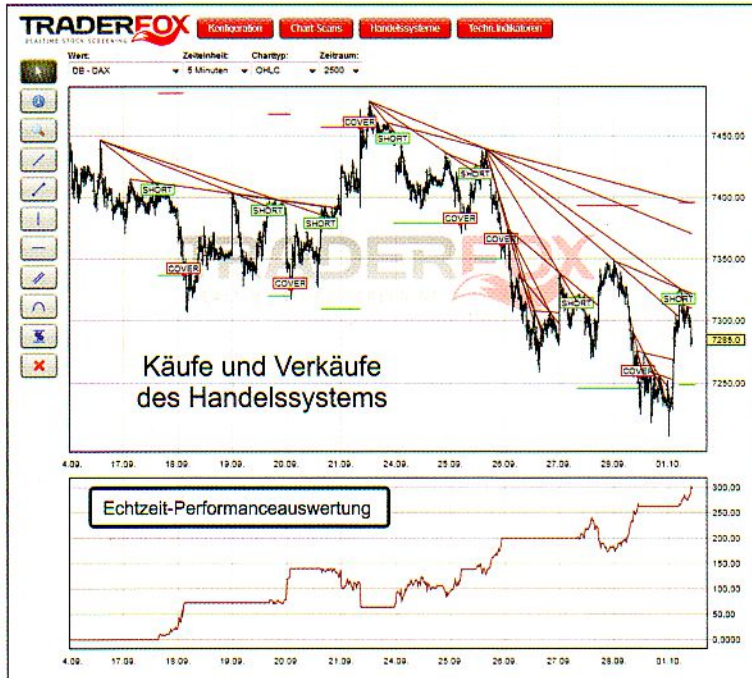 TRADERFOX
REALTIME STOCK SCREENING
Konfiguration Chart Scans Handelssysteme Techn. Indikatoren
Wert: Zeiteinheit: Charttyp: Zeitraum:
DB - DAX 5 Minuten OHLC 2500
COVER
SHORT
7450.00
SHORT
SHORT
7400.00
SHORT
SHORT
COVER
COVER
7350.00
COVER
COVER
TRADERFOX
SHORT
SHORT
7300.00
7285.0
COVER
7250.00
Käufe und Verkäufe
des Handelssystems
4.09. 17.09. 18.09. 19.09. 20.09. 21.09. 24.09. 25.09. 26.09. 27.09. 28.09. 01.10.
Echtzeit-Performanceauswertung
300.00
250.00
200.00
150.00
100.00
50.00
0.0000
4.09. 17.09. 18.09. 19.09. 20.09. 21.09. 24.09. 25.09. 26.09. 27.09. 28.09. 01.10.